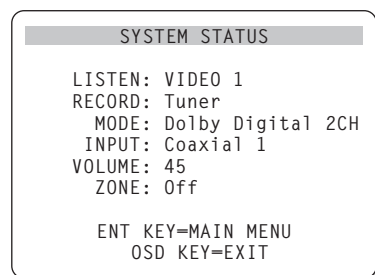 SYSTEM STATUS
LISTEN: VIDEO 1
RECORD: Tuner
MODE: Dolby Digital 2CH
INPUT: Coaxial 1
VOLUME: 45
ZONE: Off
ENT KEY=MAIN MENU
OSD KEY=EXIT